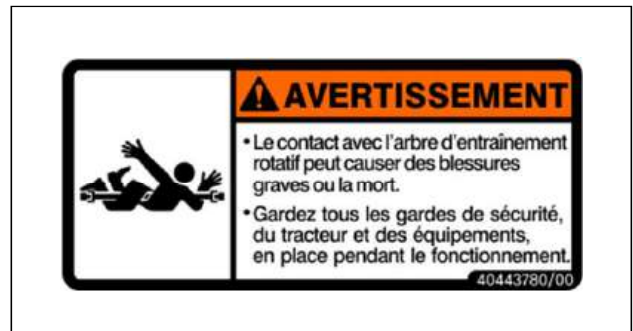 AVERTISSEMENT
• Le contact avec l'arbre d'entraînement
rotatif peut causer des blessures
graves ou la mort.
• Gardez tous les gardes de sécurité,
du tracteur et des équipements,
en place pendant le fonctionnement.
40443780/00